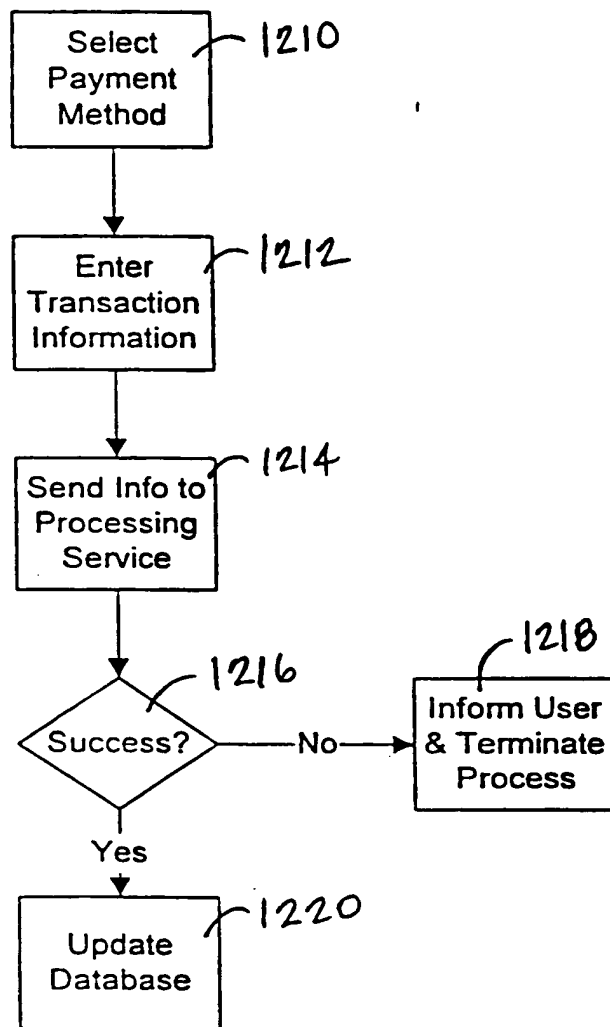 Select
Payment
Method
1210
Enter
Transaction
Information
1212
Send Info to
Processing
Service
1214
Success?
1216
No
Inform User
& Terminate
Process
1218
Yes
Update
Database
1220